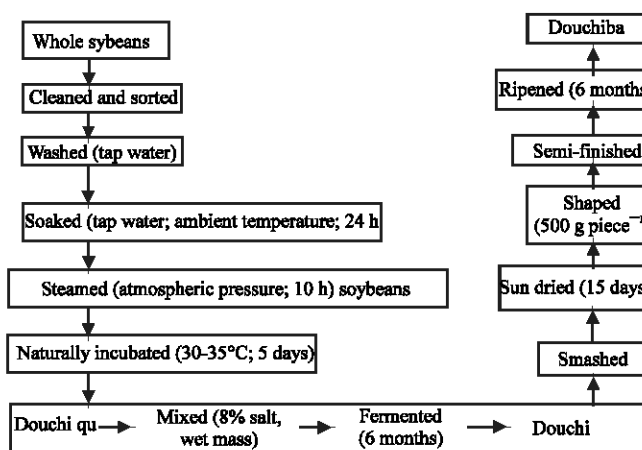 Whole sybeans
Cleaned and sorted
Washed (tap water)
Soaked (tap water; ambient temperature; 24 h
Steamed (atmospheric pressure; 10 h) soybeans
Naturally incubated (30-35°C; 5 days)
Douchi qu
Mixed (8% salt,
wet mass)
Fermented
(6 months)
Douchi
Smashed
Sun dried (15 days
Shaped
(500 g piece
Semi-finished
Ripened (6 months
Douchiba